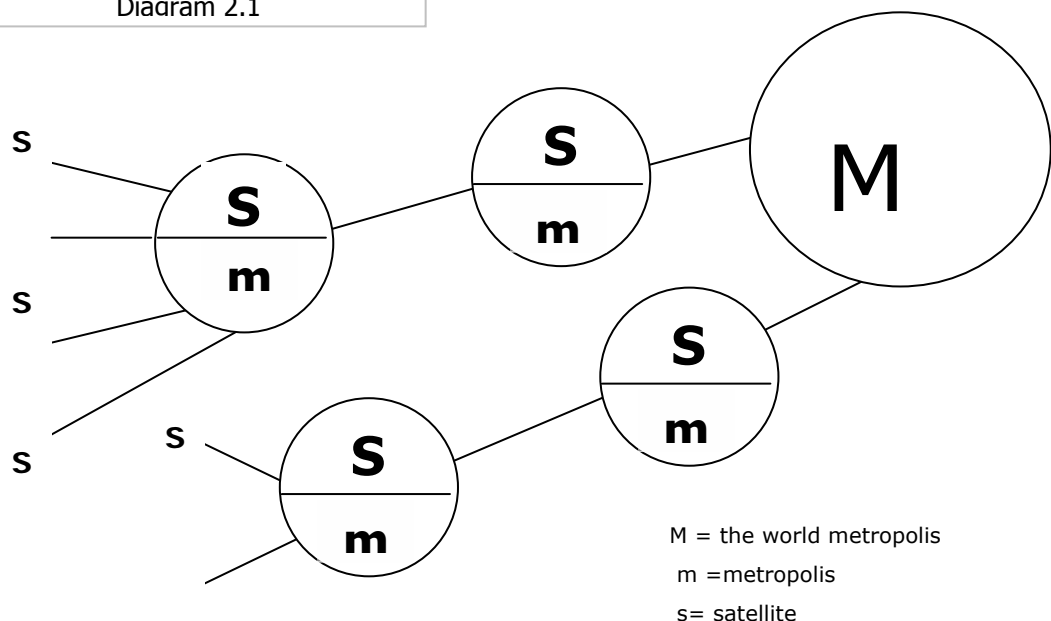 Diagram 2.1
s
S
m
S
m
M
s
s
s
S
m
S
m
M = the world metropolis
m =metropolis
s= satellite